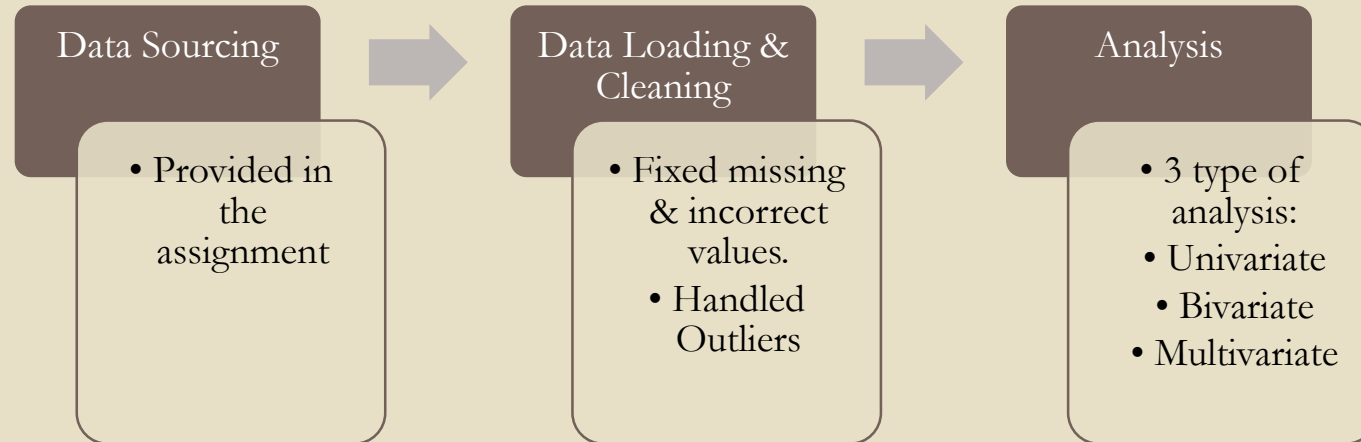 Data Sourcing
• Provided in
the
assignment
Data Loading &
Cleaning
• Fixed missing
& incorrect
values.
• Handled
Outliers
Analysis
• 3 type of
analysis:
• Univariate
• Bivariate
• Multivariate